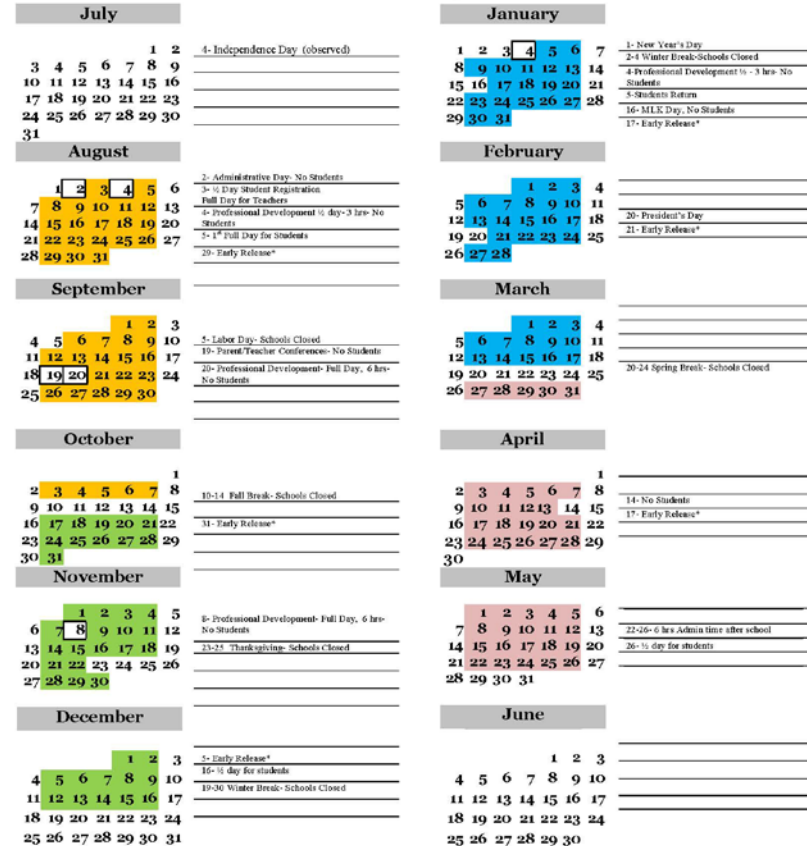 July
1 2
3 4 5 6 7 8 9
10 11 12 13 14 15 16
17 18 19 20 21 22 23
24 25 26 27 28 29 30
31
4- Independence Day (observed)
August
1 2 3 4 5 6
7 8 9 10 11 12 13
14 15 16 17 18 19 20
21 22 23 24 25 26 27
28 29 30 31
2- Administrative Day- No Students
3- ½ Day Student Registration
Full Day for Teachers
4- Professional Development ½ day- 3 hrs- No
Students
5- 1st Full Day for Students
29- Early Release*
September
1 2 3
4 5 6 7 8 9 10
11 12 13 14 15 16 17
18 19 20 21 22 23 24
25 26 27 28 29 30
5- Labor Day- Schools Closed
19- Parent/Teacher Conferences- No Students
20- Professional Development- Full Day, 6 hrs-
No Students
October
1
2 3 4 5 6 7 8
9 10 11 12 13 14 15
16 17 18 19 20 21 22
23 24 25 26 27 28 29
30 31
10-14 Fall Break- Schools Closed
31- Early Release*
November
1 2 3 4 5
6 7 8 9 10 11 12
13 14 15 16 17 18 19
20 21 22 23 24 25 26
27 28 29 30
8- Professional Development- Full Day, 6 hrs-
No Students
23-25 Thanksgiving- Schools Closed
December
1 2 3
4 5 6 7 8 9 10
11 12 13 14 15 16 17
18 19 20 21 22 23 24
25 26 27 28 29 30 31
5- Early Release*
16- ½ day for students
19-30 Winter Break- Schools Closed
January
1 2 3 4 5 6 7
8 9 10 11 12 13 14
15 16 17 18 19 20 21
22 23 24 25 26 27 28
29 30 31
1- New Year's Day
2-4 Winter Break-Schools Closed
4-Professional Development ½ - 3 hrs- No
Students
5-Students Return
16- MLK Day, No Students
17- Early Release*
February
1 2 3 4
5 6 7 8 9 10 11
12 13 14 15 16 17 18
19 20 21 22 23 24 25
26 27 28
20- President's Day
21- Early Release*
March
1 2 3 4
5 6 7 8 9 10 11
12 13 14 15 16 17 18
19 20 21 22 23 24 25
26 27 28 29 30 31
20-24 Spring Break- Schools Closed
April
1
2 3 4 5 6 7 8
9 10 11 12 13 14 15
16 17 18 19 20 21 22
23 24 25 26 27 28 29
30
14- No Students
17- Early Release*
May
1 2 3 4 5 6
7 8 9 10 11 12 13
14 15 16 17 18 19 20
21 22 23 24 25 26 27
28 29 30 31
22-26- 6 hrs Admin time after school
26- ½ day for students
June
1 2 3
4 5 6 7 8 9 10
11 12 13 14 15 16 17
18 19 20 21 22 23 24
25 26 27 28 29 30